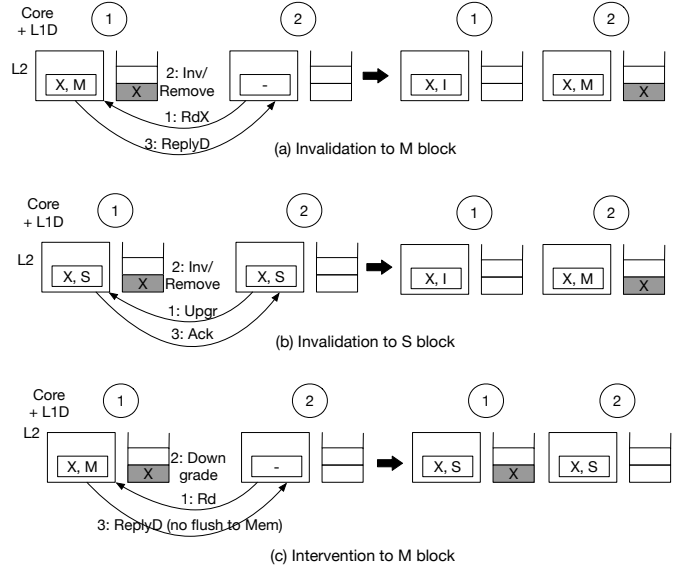 Core
+ L1D
1
2
1
2
L2
X, M
X
2: Inv/
Remove
-
X, I
X, M
X
1: RdX
3: ReplyD
(a) Invalidation to M block
Core
+ L1D
1
2
1
2
L2
X, S
X
2: Inv/
Remove
X, S
X, I
X, M
X
1: Upgr
3: Ack
(b) Invalidation to S block
Core
+ L1D
1
2
1
2
L2
X, M
X
2: Down
grade
-
X, S
X
X, S
1: Rd
3: ReplyD (no flush to Mem)
(c) Intervention to M block